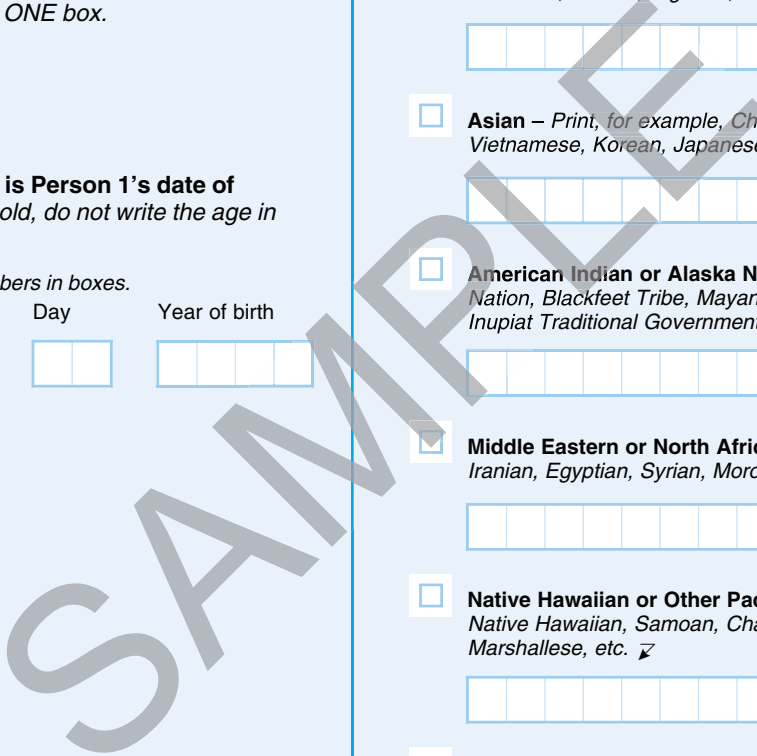 ONE box.
is Person 1’s date of
old, do not write the age in
bers in boxes.
Day Year of birth
Asian – Print, for example, Ch
Vietnamese, Korean, Japanese
American Indian or Alaska N
Nation, Blackfeet Tribe, Mayan
Inupiat Traditional Government
Middle Eastern or North Afric
Iranian, Egyptian, Syrian, Moro
Native Hawaiian or Other Pac
Native Hawaiian, Samoan, Cha
Marshallese, etc.
SAMPLE